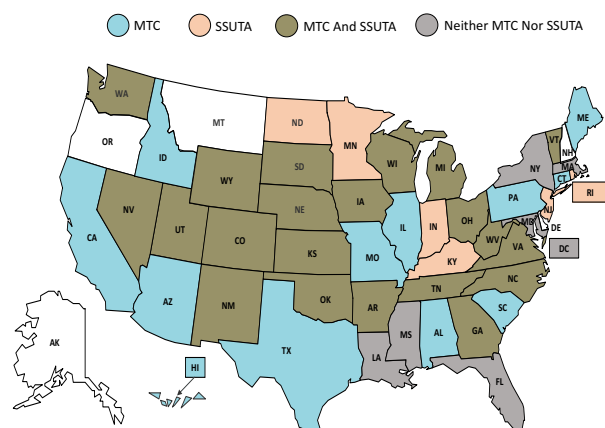 MTC SSUTA MTC And SSUTA Neither MTC Nor SSUTA
WA
MT
ND
MN
ME
OR
ID
SD
WI
MI
NY
VT
NH
MA
CT
RI
WY
IA
NE
PA
NJ
NV
UT
CO
IL
IN
OH
MD
DE
DC
CA
KS
MO
KY
WV
VA
AZ
NM
OK
AR
TN
NC
SC
TX
LA
MS
AL
GA
FL
AK
HI